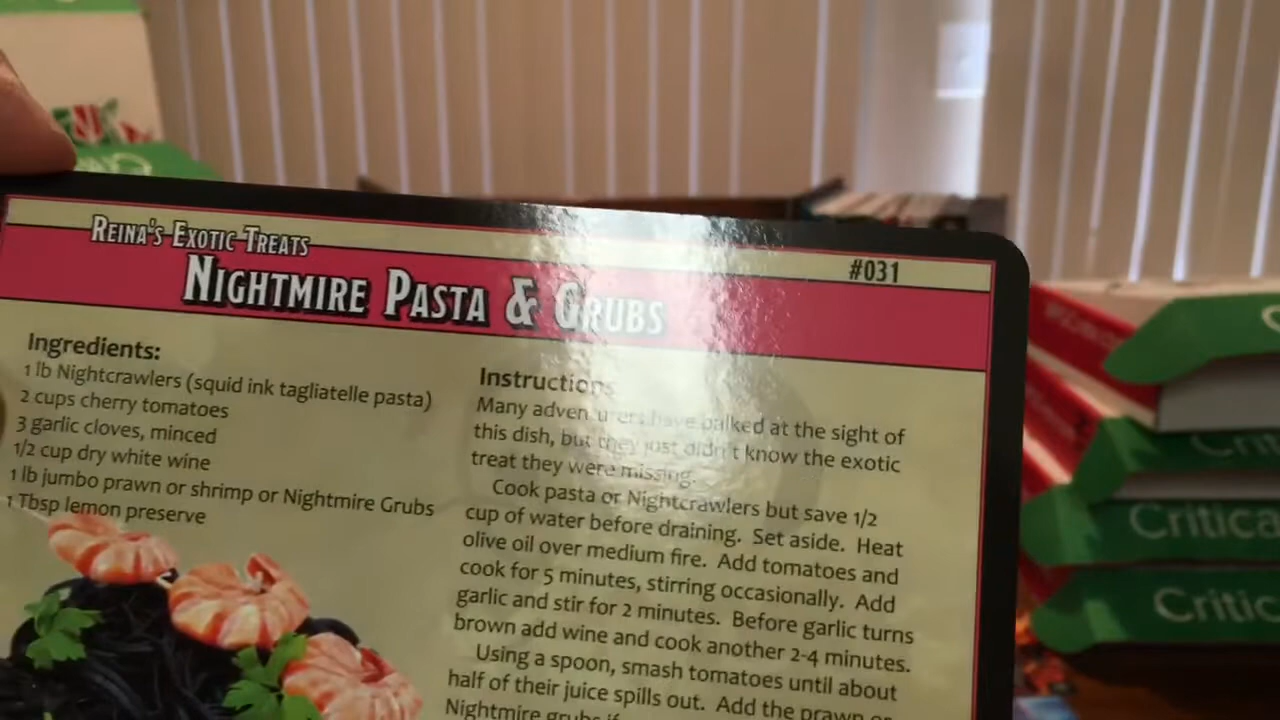 Reina's Exotic Treats
#031
Nightmire Pasta & Grubs
Ingredients:
1 lb Nightcrawlers (squid ink tagliatelle pasta)
2 cups cherry tomatoes
3 garlic cloves, minced
1/2 cup dry white wine
1 lb jumbo prawn or shrimp or Nightmire Grubs
1 Tbsp lemon preserve
Instructions
Many adventurers have balked at the sight of
this dish, but they just didn't know the exotic
treat they were missing.
Cook pasta or Nightcrawlers but save 1/2
cup of water before draining. Set aside. Heat
olive oil over medium fire. Add tomatoes and
cook for 5 minutes, stirring occasionally. Add
garlic and stir for 2 minutes. Before garlic turns
brown add wine and cook another 2-4 minutes.
Using a spoon, smash tomatoes until about
half of their juice spills out. Add the prawn or
Nightmire grubs if
Crit
Critica
Critic